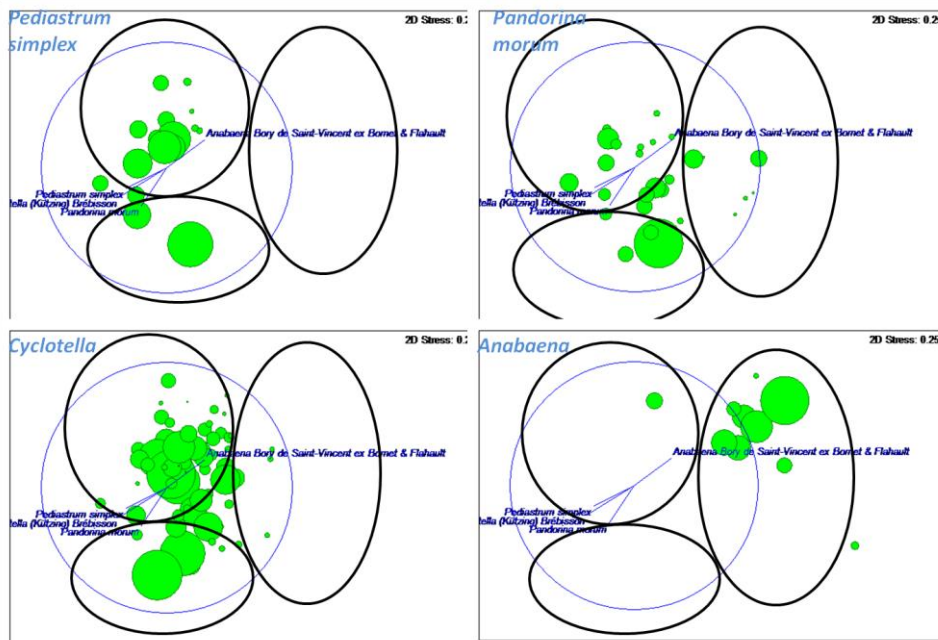 Pediastrum
simplex
2D Stress: 0.2
Anabaena Bory de Saint-Vincent ex Bornet & Flahault
Pediastrum simplex
tella (Kützing) Brébisson
Pandorina morum
Pandorina
morum
2D Stress: 0.25
Anabaena Bory de Saint-Vincent ex Bornet & Flahault
Pediastrum simplex
tella (Kützing) Brébisson
Pandorina morum
Cyclotella
2D Stress: 0.2
Anabaena Bory de Saint-Vincent ex Bornet & Flahault
Pediastrum simplex
tella (Kützing) Brébisson
Pandorina morum
Anabaena
2D Stress: 0.25
Anabaena Bory de Saint-Vincent ex Bornet & Flahault
Pediastrum simplex
tella (Kützing) Brébisson
Pandorina morum